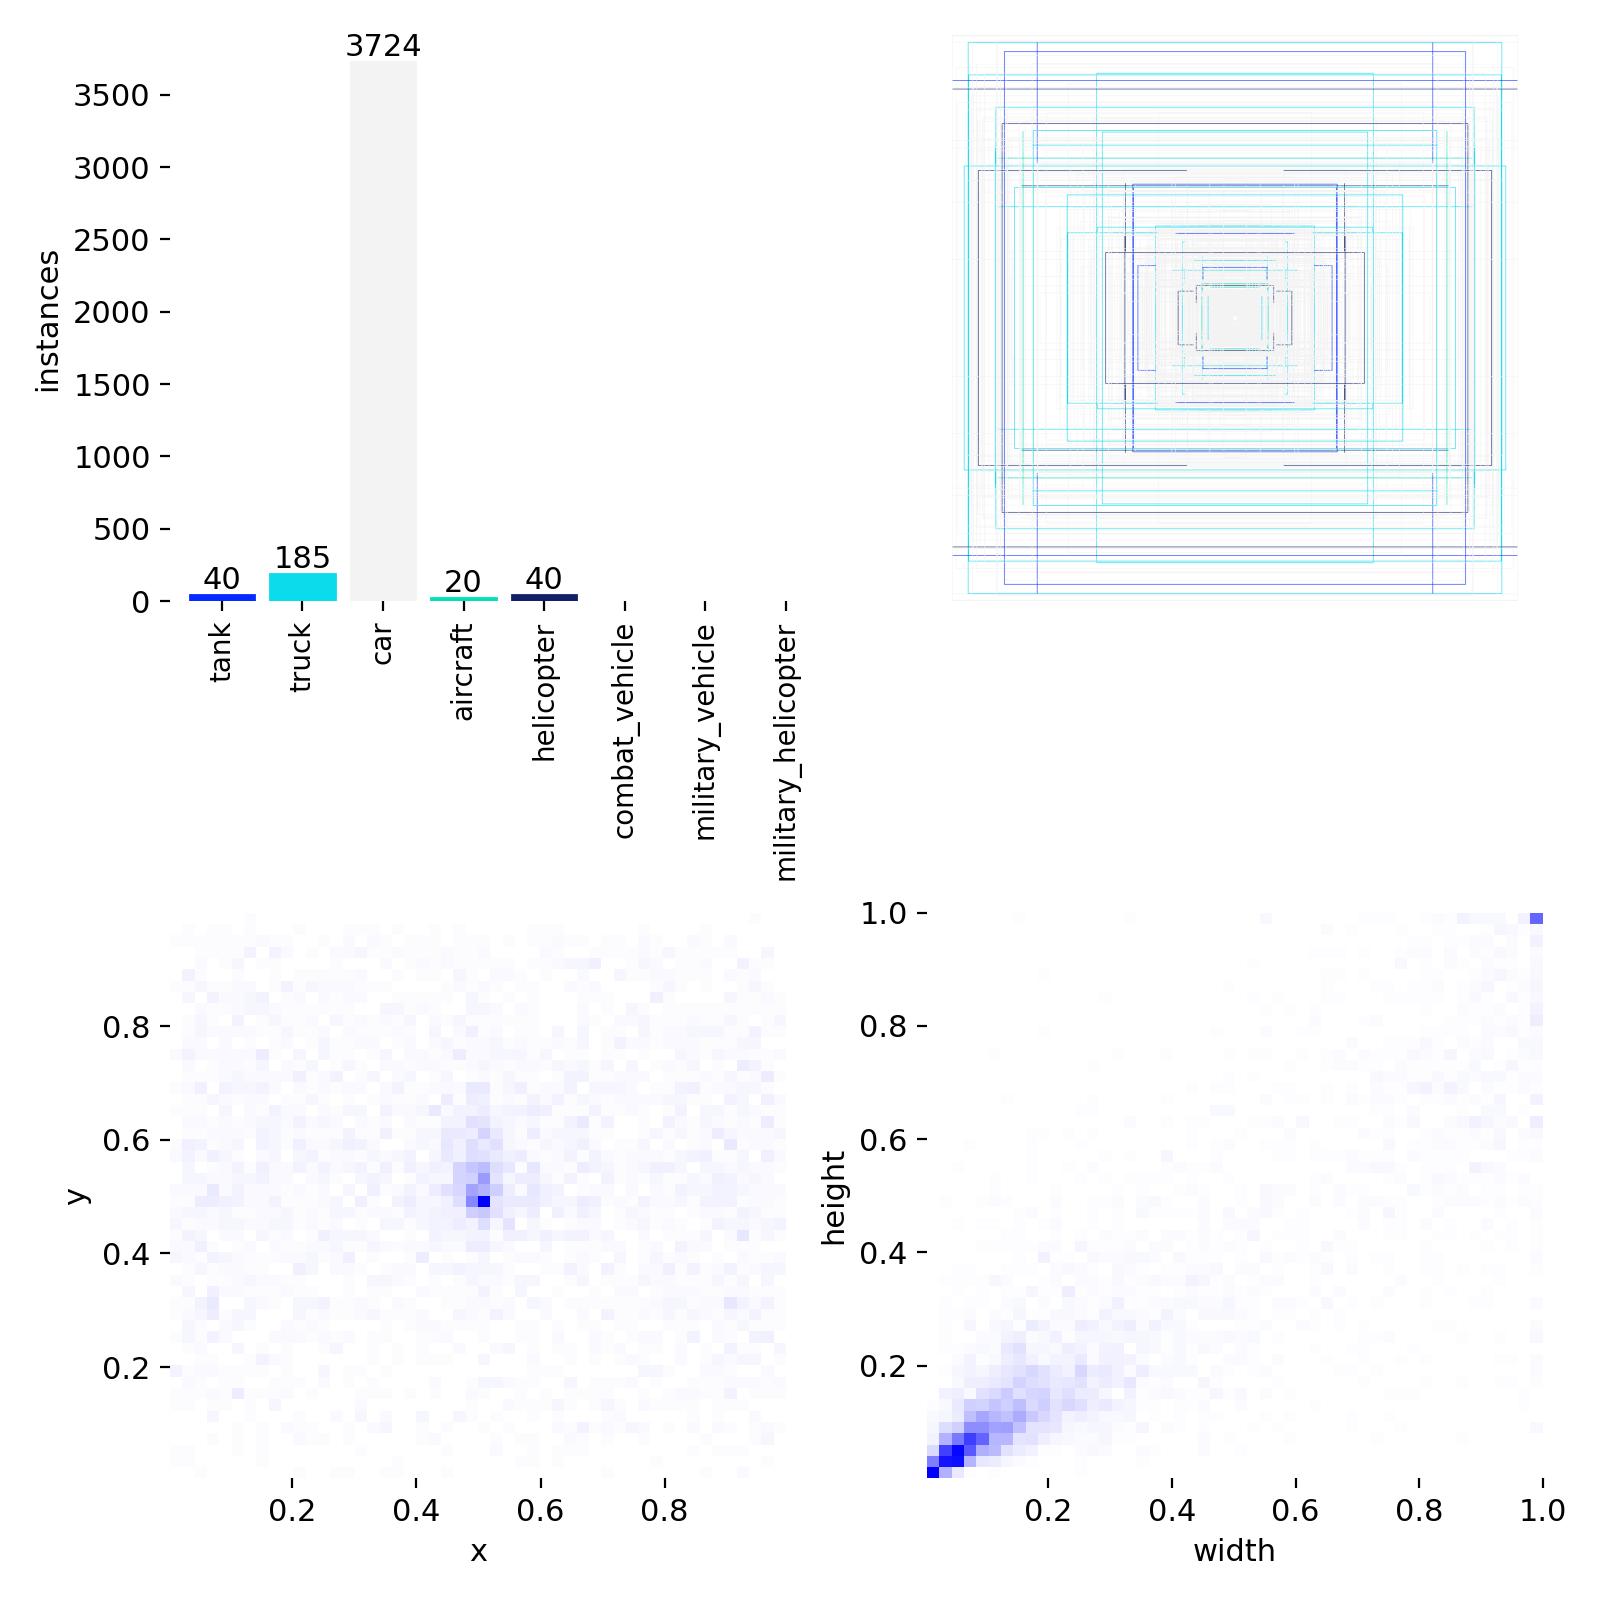 3724
3500
3000
2500
2000
1500
1000
500
0
instances
40
185
20
40
tank
truck
car
aircraft
helicopter
combat_vehicle
military_vehicle
military_helicopter
0.8
0.6
0.4
0.2
y
0.2
0.4
0.6
0.8
x
1.0
0.8
0.6
0.4
0.2
height
0.2
0.4
0.6
0.8
1.0
width